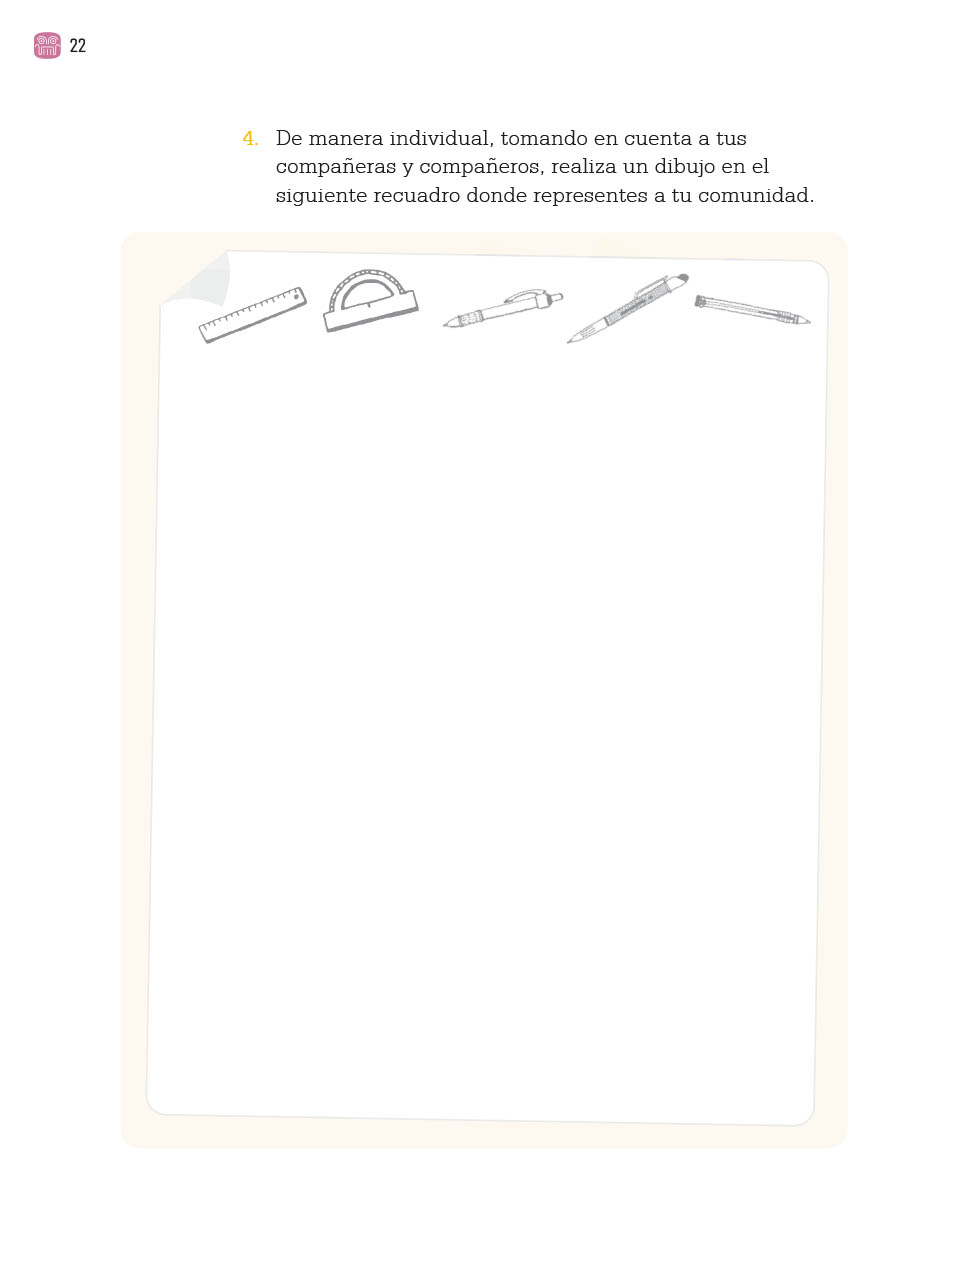 22
4. De manera individual, tomando en cuenta a tus
compañeras y compañeros, realiza un dibujo en el
siguiente recuadro donde representes a tu comunidad.